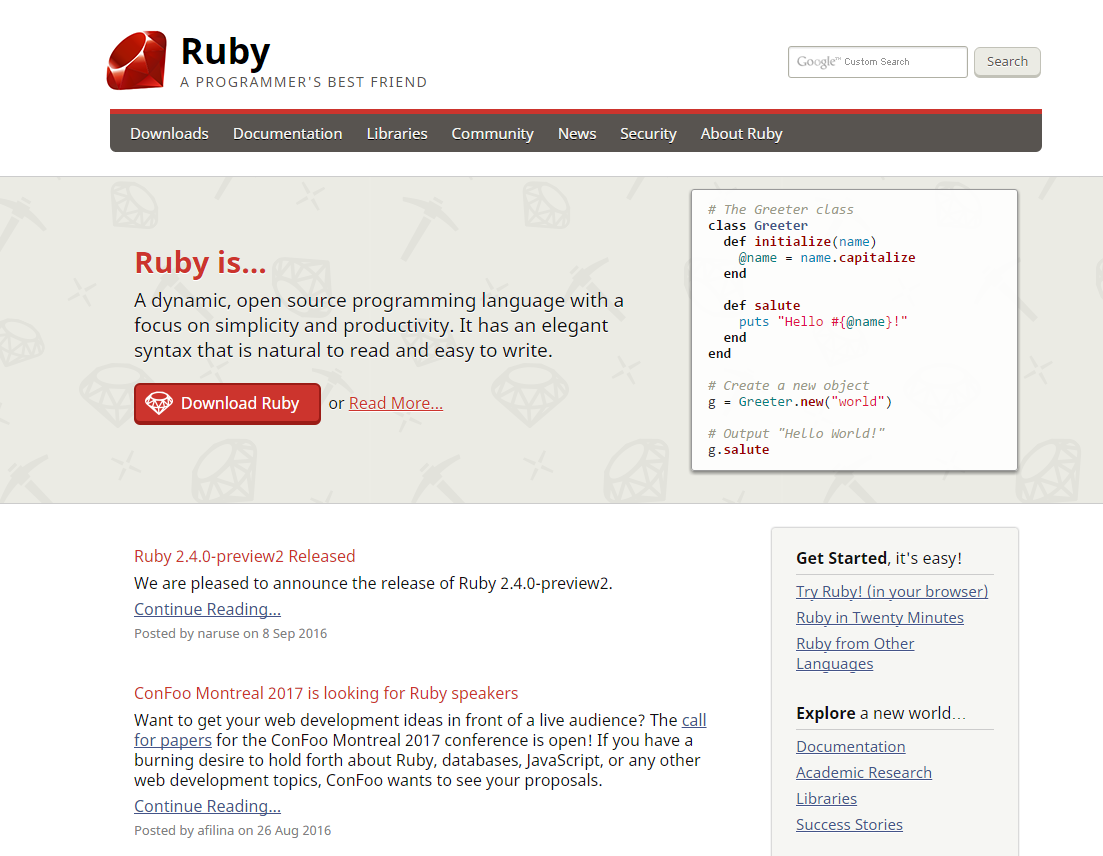 Ruby
A PROGRAMMER'S BEST FRIEND
Google™ Custom Search
Search
Downloads Documentation Libraries Community News Security About Ruby
Ruby is...
A dynamic, open source programming language with a
focus on simplicity and productivity. It has an elegant
syntax that is natural to read and easy to write.
Download Ruby or Read More...
# The Greeter class
class Greeter
  def initialize(name)
    @name = name.capitalize
  end

  def salute
    puts "Hello #{@name}!"
  end
end

# Create a new object
g = Greeter.new("world")

# Output "Hello World!"
g.salute
Ruby 2.4.0-preview2 Released
We are pleased to announce the release of Ruby 2.4.0-preview2.
Continue Reading...
Posted by naruse on 8 Sep 2016
ConFoo Montreal 2017 is looking for Ruby speakers
Want to get your web development ideas in front of a live audience? The call
for papers for the ConFoo Montreal 2017 conference is open! If you have a
burning desire to hold forth about Ruby, databases, JavaScript, or any other
web development topics, ConFoo wants to see your proposals.
Continue Reading...
Posted by afilina on 26 Aug 2016
Get Started, it's easy!
Try Ruby! (in your browser)
Ruby in Twenty Minutes
Ruby from Other
Languages
Explore a new world...
Documentation
Academic Research
Libraries
Success Stories